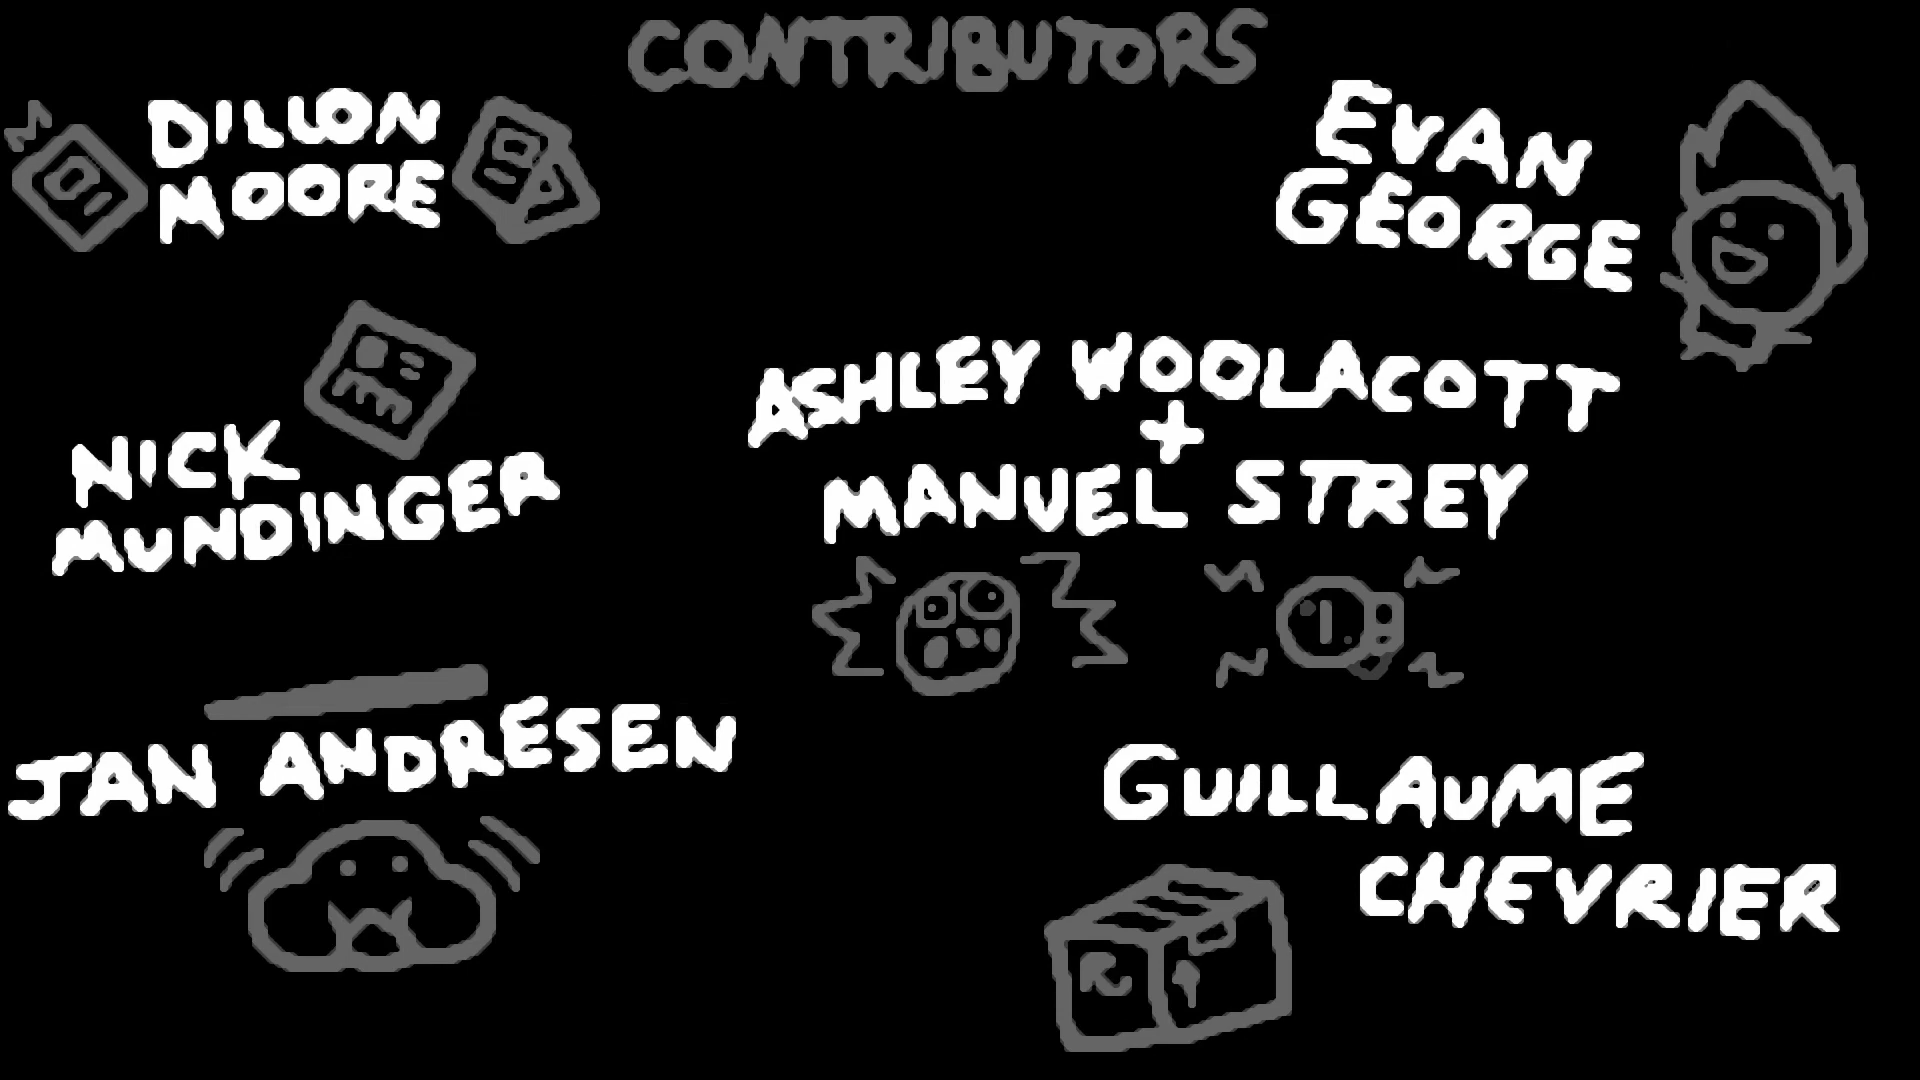 CONTRIBUTORS
DILLON
MOORE
EVAN
GEORGE
NICK
MUNDINGER
ASHLEY WOOLACOTT
+
MANUEL STREY
JAN ANDRESEN
GUILLAUME
CHEVRIER
R